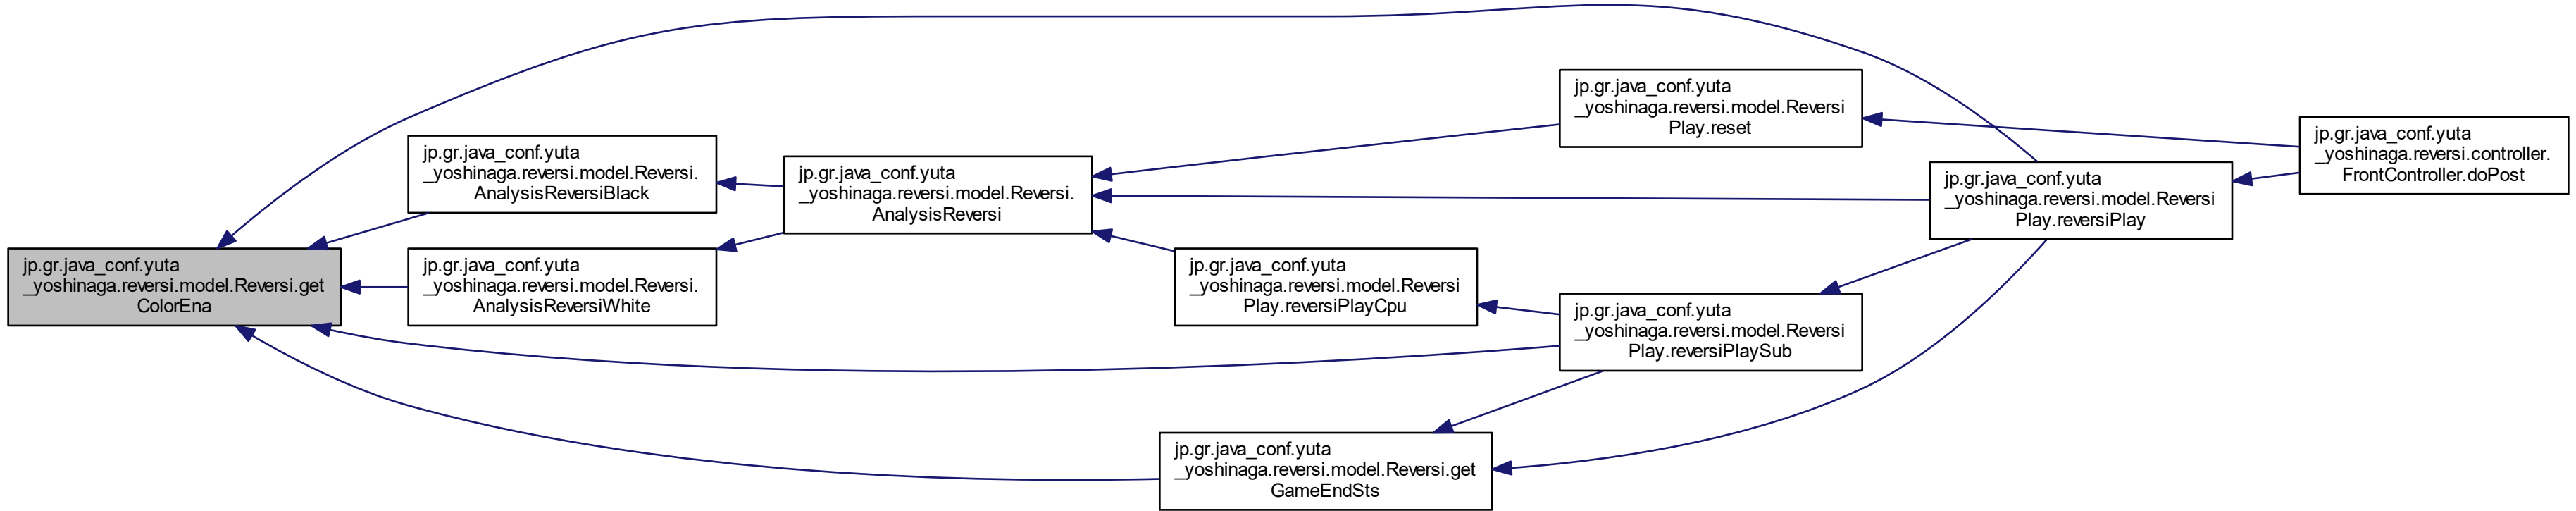 jp.gr.java_conf.yuta
_yoshinaga.reversi.model.Reversi.get
ColorEna
jp.gr.java_conf.yuta
_yoshinaga.reversi.model.Reversi.
AnalysisReversiBlack
jp.gr.java_conf.yuta
_yoshinaga.reversi.model.Reversi.
AnalysisReversiWhite
jp.gr.java_conf.yuta
_yoshinaga.reversi.model.Reversi.
AnalysisReversi
jp.gr.java_conf.yuta
_yoshinaga.reversi.model.Reversi
Play.reset
jp.gr.java_conf.yuta
_yoshinaga.reversi.model.Reversi
Play.reversiPlayCpu
jp.gr.java_conf.yuta
_yoshinaga.reversi.model.Reversi
Play.reversiPlaySub
jp.gr.java_conf.yuta
_yoshinaga.reversi.model.Reversi.get
GameEndSts
jp.gr.java_conf.yuta
_yoshinaga.reversi.model.Reversi
Play.reversiPlay
jp.gr.java_conf.yuta
_yoshinaga.reversi.controller.
FrontController.doPost